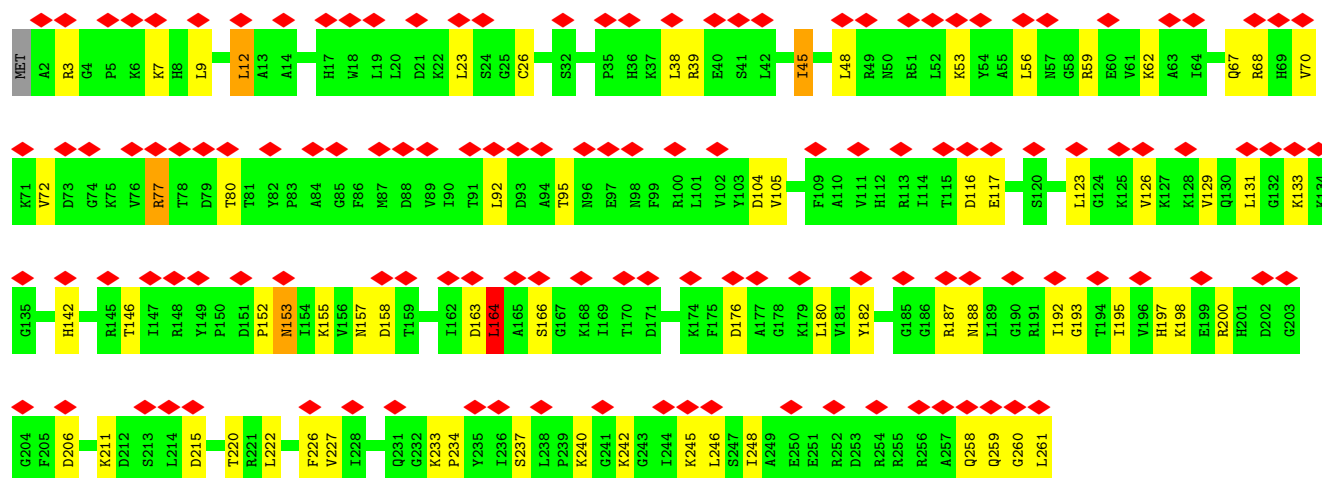 MET A2 R3 G4 P5 K6 K7 H8 L9 L12 A13 A14 H17 W18 L19 L20 D21 K22 L23 S24 G25 C26 S32 P35 H36 K37 L38 R39 E40 S41 L42 I45 L48 R49 N50 R51 L52 K53 Y54 A55 L56 N57 G58 R59 E60 V61 K62 A63 I64 Q67 R68 H69 V70
K71 V72 D73 G74 K75 V76 R77 T78 D79 T80 T81 Y82 P83 A84 G85 F86 M87 D88 V89 I90 T91 L92 D93 A94 T95 N96 E97 N98 F99 R100 L101 V102 Y103 D104 V105 F109 A110 V111 H112 R113 I114 T115 D116 E117 S120 L123 G124 K125 V126 K127 K128 V129 Q130 L131 G132 K133 K134
G135 H142 R145 T146 I147 R148 Y149 P150 D151 P152 N153 I154 K155 V156 N157 D158 T159 I162 D163 L164 A165 S166 G167 K168 I169 T170 D171 K174 F175 D176 A177 G178 K179 L180 V181 Y182 G185 G186 R187 N188 L189 G190 R191 I192 G193 T194 I195 V196 H197 K198 E199 R200 H201 D202 G203
G204 F205 D206 K211 D212 S213 L214 D215 T220 R221 L222 F226 V227 I228 Q231 G232 K233 P234 Y235 I236 S237 L238 P239 K240 G241 K242 G243 I244 K245 L246 S247 I248 A249 E250 E251 R252 D253 R254 R255 R256 A257 Q258 Q259 G260 L261